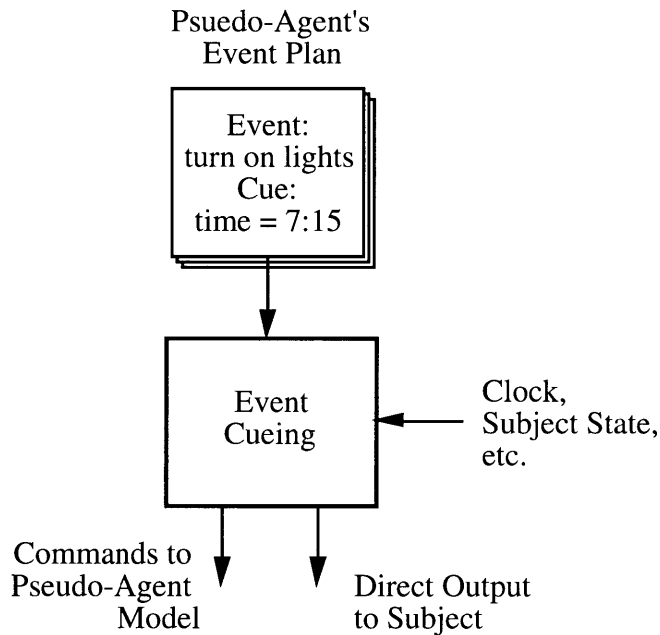 Psuedo-Agent's
Event Plan
Event:
turn on lights
Cue:
time = 7:15
Event
Cueing
Clock,
Subject State,
etc.
Commands to
Pseudo-Agent
Model
Direct Output
to Subject